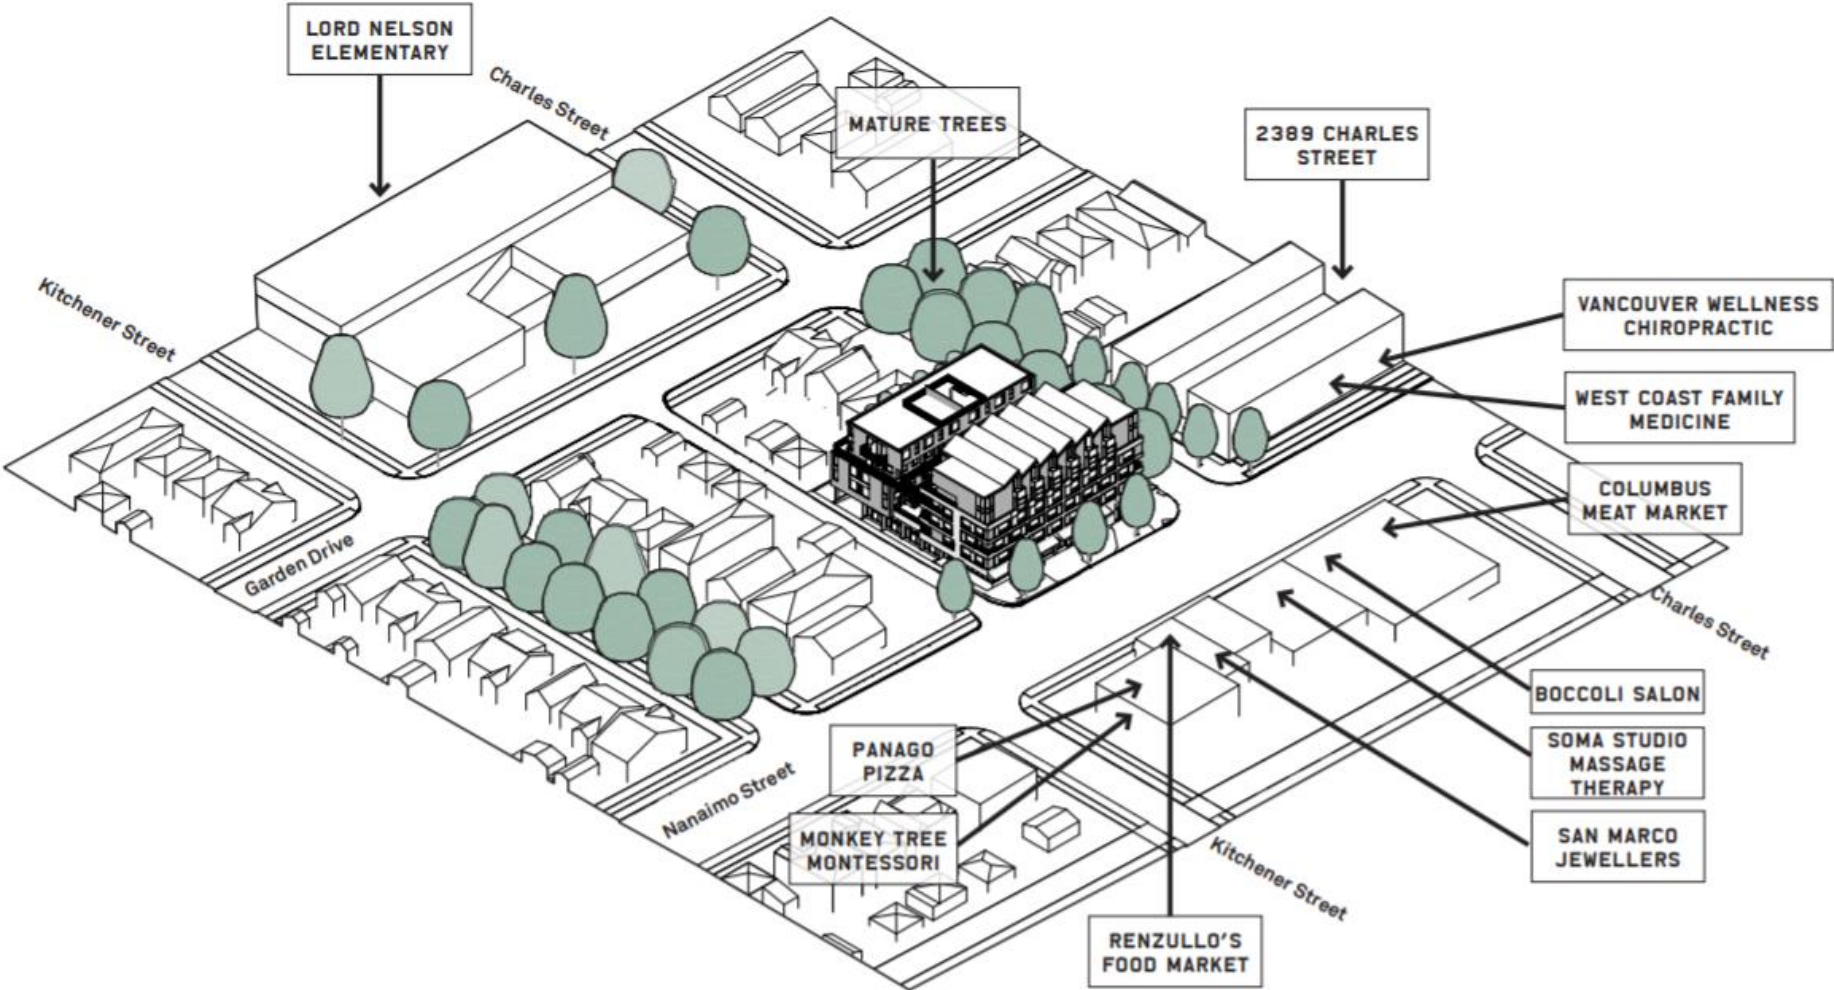 LORD NELSON
ELEMENTARY
Charles Street
MATURE TREES
2389 CHARLES
STREET
Kitchener Street
VANCOUVER WELLNESS
CHIROPRACTIC
WEST COAST FAMILY
MEDICINE
COLUMBUS
MEAT MARKET
Garden Drive
Charles Street
BOCCOLI SALON
SOMA STUDIO
MASSAGE
THERAPY
PANAGO
PIZZA
Nanaimo Street
MONKEY TREE
MONTESSORI
SAN MARCO
JEWELLERS
Kitchener Street
RENZULLO'S
FOOD MARKET